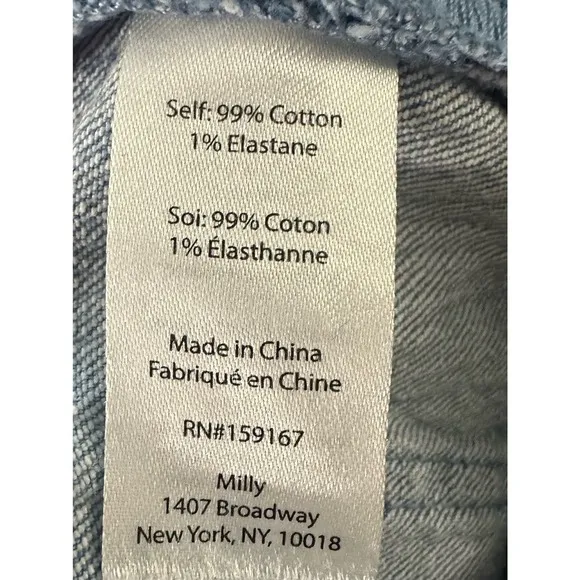 Self: 99% Cotton
1% Elastane
Soi: 99% Coton
1% Élasthanne
Made in China
Fabriqué en Chine
RN#159167
Milly
1407 Broadway
New York, NY, 10018